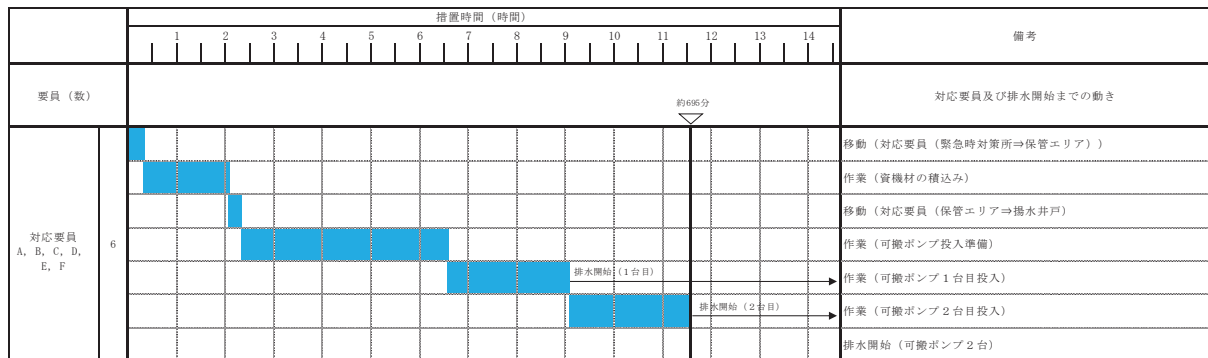 措置時間（時間）
1 2 3 4 5 6 7 8 9 10 11 12 13 14
備考
要員（数）
約695分
対応要員及び排水開始までの動き
対応要員
A, B, C, D,
E, F
6
移動（対応要員（緊急時対策所⇒保管エリア））
作業（資機材の積込み）
移動（対応要員（保管エリア⇒揚水井戸）
作業（可搬ポンプ投入準備）
排水開始（１台目）
作業（可搬ポンプ１台目投入）
排水開始（２台目）
作業（可搬ポンプ２台目投入）
排水開始（可搬ポンプ２台）